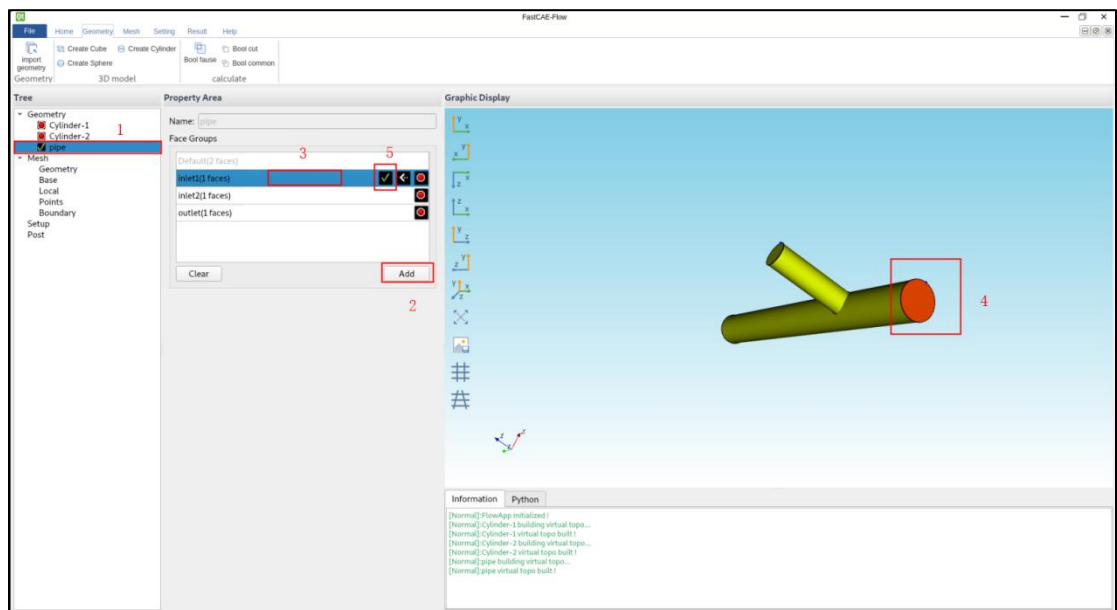 FastCAE-Flow
File Home Geometry Mesh Setting Result Help
import geometry
Create Cube Create Cylinder
Create Sphere
Bool fause
Bool cut
Bool common
Geometry 3D model calculate
Tree
Geometry
Cylinder-1
Cylinder-2
pipe
Mesh
Geometry
Base
Local
Points
Boundary
Setup
Post
1
Property Area
Name: pipe
Face Groups
Default(2 faces)
3
5
inlet1(1 faces)
inlet2(1 faces)
outlet(1 faces)
Clear Add
2
Graphic Display
Y x
x Y
z x
z x
Y z
z Y
Y x z
4
Information Python
[Normal]:FlowApp initialized !
[Normal]:Cylinder-1 building virtual topo...
[Normal]:Cylinder-1 virtual topo built !
[Normal]:Cylinder-2 building virtual topo...
[Normal]:Cylinder-2 virtual topo built !
[Normal]:pipe building virtual topo...
[Normal]:pipe virtual topo built !